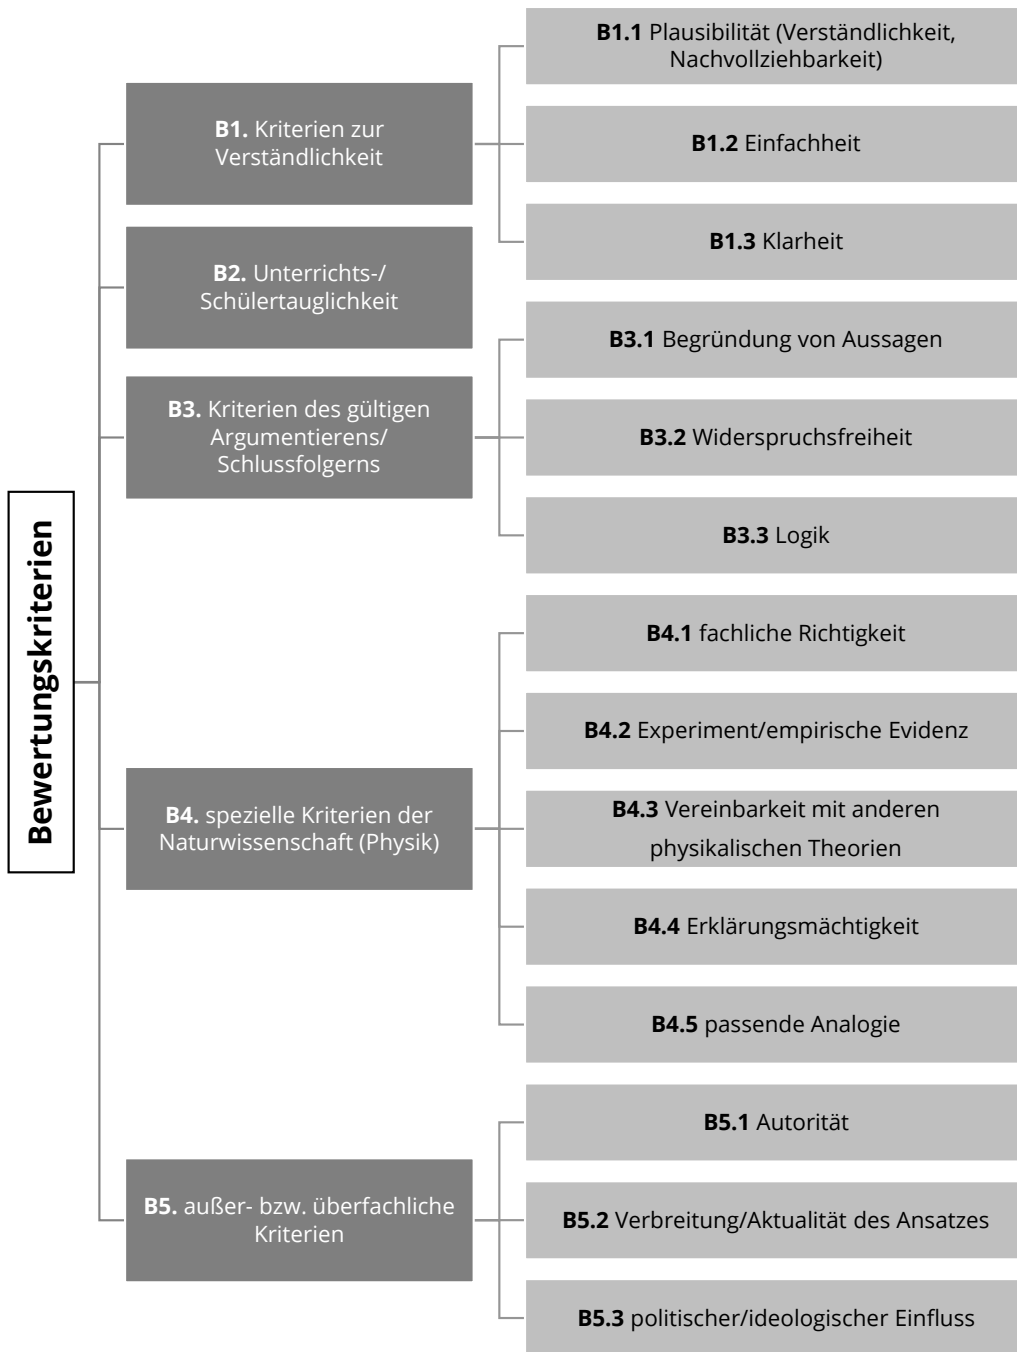 Bewertungskriterien
B1. Kriterien zur
Verständlichkeit
B1.1 Plausibilität (Verständlichkeit,
Nachvollziehbarkeit)
B1.2 Einfachheit
B1.3 Klarheit
B2. Unterrichts-/
Schülertauglichkeit
B3. Kriterien des gültigen
Argumentierens/
Schlussfolgerns
B3.1 Begründung von Aussagen
B3.2 Widerspruchsfreiheit
B3.3 Logik
B4. spezielle Kriterien der
Naturwissenschaft (Physik)
B4.1 fachliche Richtigkeit
B4.2 Experiment/empirische Evidenz
B4.3 Vereinbarkeit mit anderen
physikalischen Theorien
B4.4 Erklärungsmächtigkeit
B4.5 passende Analogie
B5. außer- bzw. überfachliche
Kriterien
B5.1 Autorität
B5.2 Verbreitung/Aktualität des Ansatzes
B5.3 politischer/ideologischer Einfluss